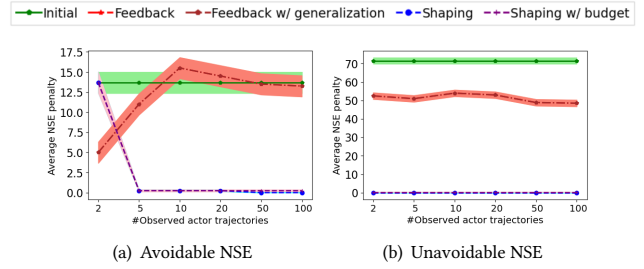 Initial Feedback Feedback w/ generalization Shaping Shaping w/ budget
17.5
15.0
12.5
10.0
7.5
5.0
2.5
0.0
Average NSE penalty
2 5 10 20 50 100
#Observed actor trajectories
(a) Avoidable NSE
70
60
50
40
30
20
10
0
Average NSE penalty
2 5 10 20 50 100
#Observed actor trajectories
(b) Unavoidable NSE